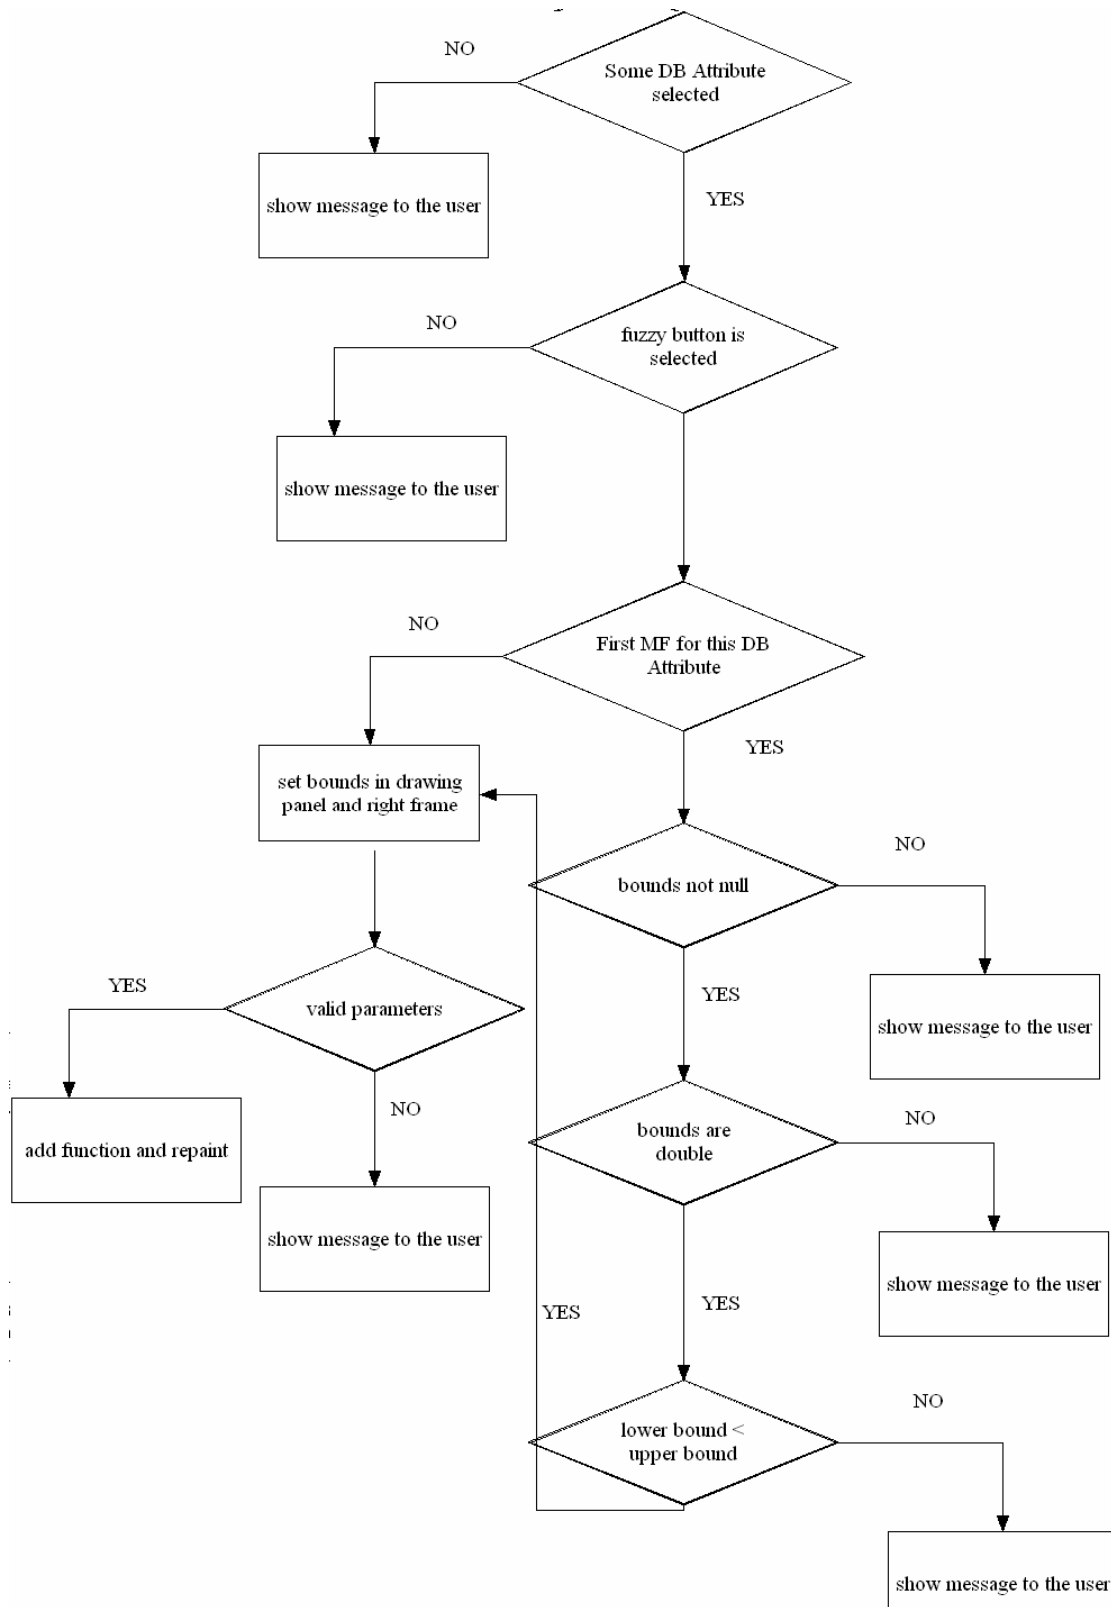 NO
Some DB Attribute
selected
show message to the user
YES
NO
fuzzy button is
selected
show message to the user
NO
First MF for this DB
Attribute
YES
set bounds in drawing
panel and right frame
NO
bounds not null
YES
valid parameters
YES
show message to the user
NO
bounds are
double
NO
add function and repaint
show message to the user
show message to the user
YES
YES
NO
lower bound <
upper bound
show message to the user